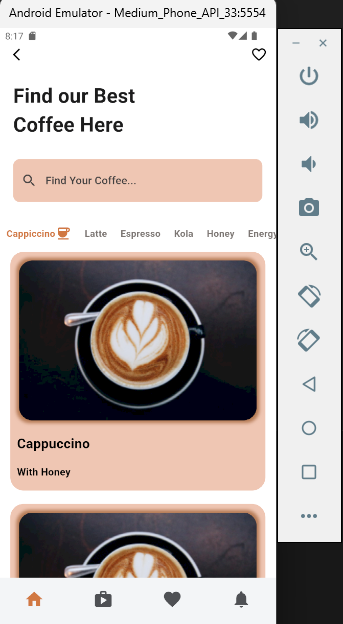 Android Emulator - Medium_Phone_API_33:5554
8:17
Find our Best
Coffee Here
Find Your Coffee...
Cappiccino Latte Espresso Kola Honey Energy
Cappuccino
With Honey